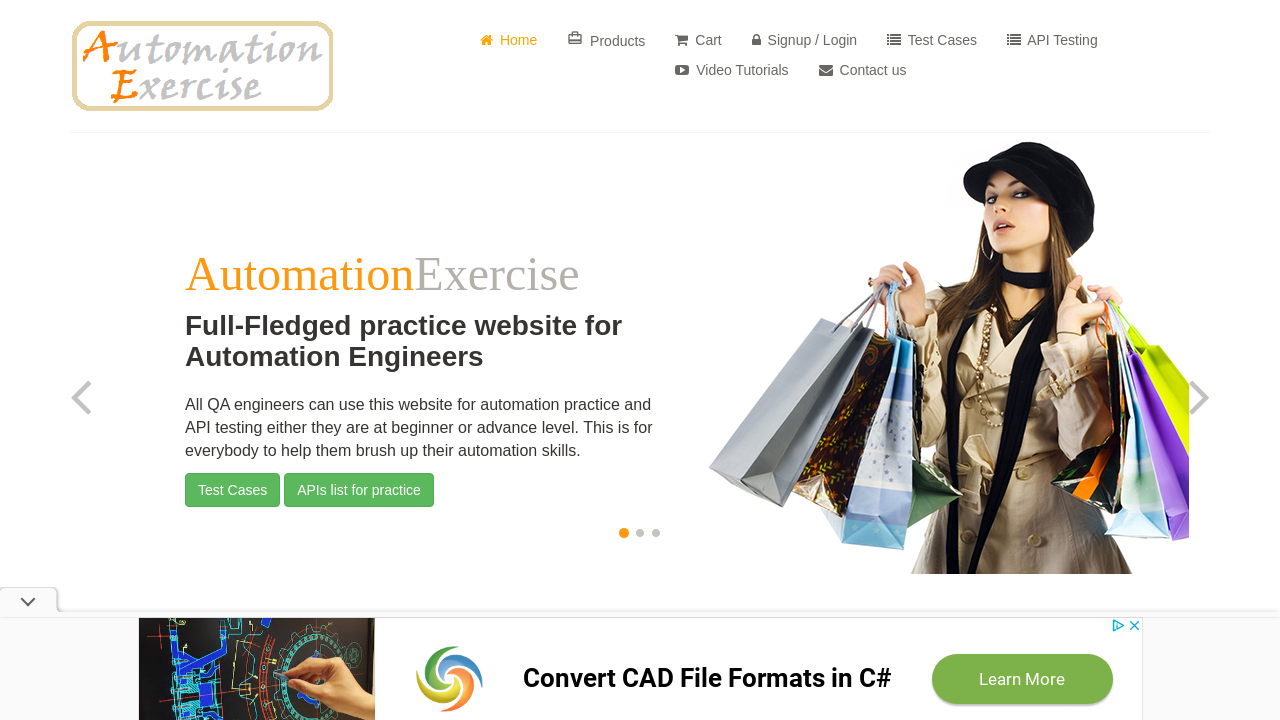 Automation
Exercise
Home Products Cart Signup / Login Test Cases API Testing
Video Tutorials Contact us
AutomationExercise
Full-Fledged practice website for
Automation Engineers
All QA engineers can use this website for automation practice and
API testing either they are at beginner or advance level. This is for
everybody to help them brush up their automation skills.
Test Cases APIs list for practice
Convert CAD File Formats in C# Learn More